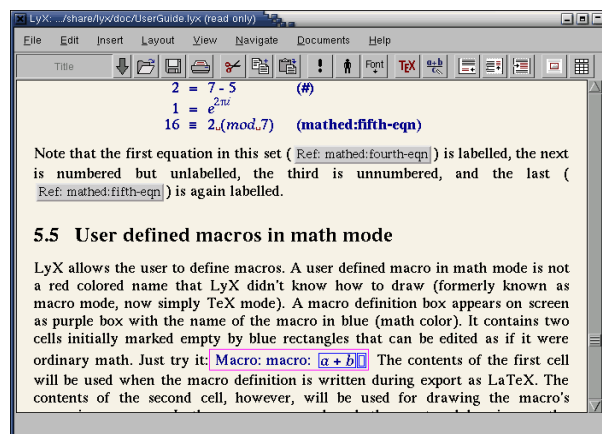 LyX: .../share/lyx/doc/UserGuide.lyx (read only)
File Edit Insert Layout View Navigate Documents Help
Title ! Font TEX a+b
2 = 7 - 5 (#)
1 = e^{2πi}
16 ≡ 2␣(mod␣7) (mathed:fifth-eqn)
Note that the first equation in this set ( Ref: mathed:fourth-eqn ) is labelled, the next
is numbered but unlabelled, the third is unnumbered, and the last (
Ref: mathed:fifth-eqn ) is again labelled.
5.5 User defined macros in math mode
LyX allows the user to define macros. A user defined macro in math mode is not
a red colored name that LyX didn't know how to draw (formerly known as
macro mode, now simply TeX mode). A macro definition box appears on screen
as purple box with the name of the macro in blue (math color). It contains two
cells initially marked empty by blue rectangles that can be edited as if it were
ordinary math. Just try it: Macro: macro: a + b The contents of the first cell
will be used when the macro definition is written during export as LaTeX. The
contents of the second cell, however, will be used for drawing the macro's